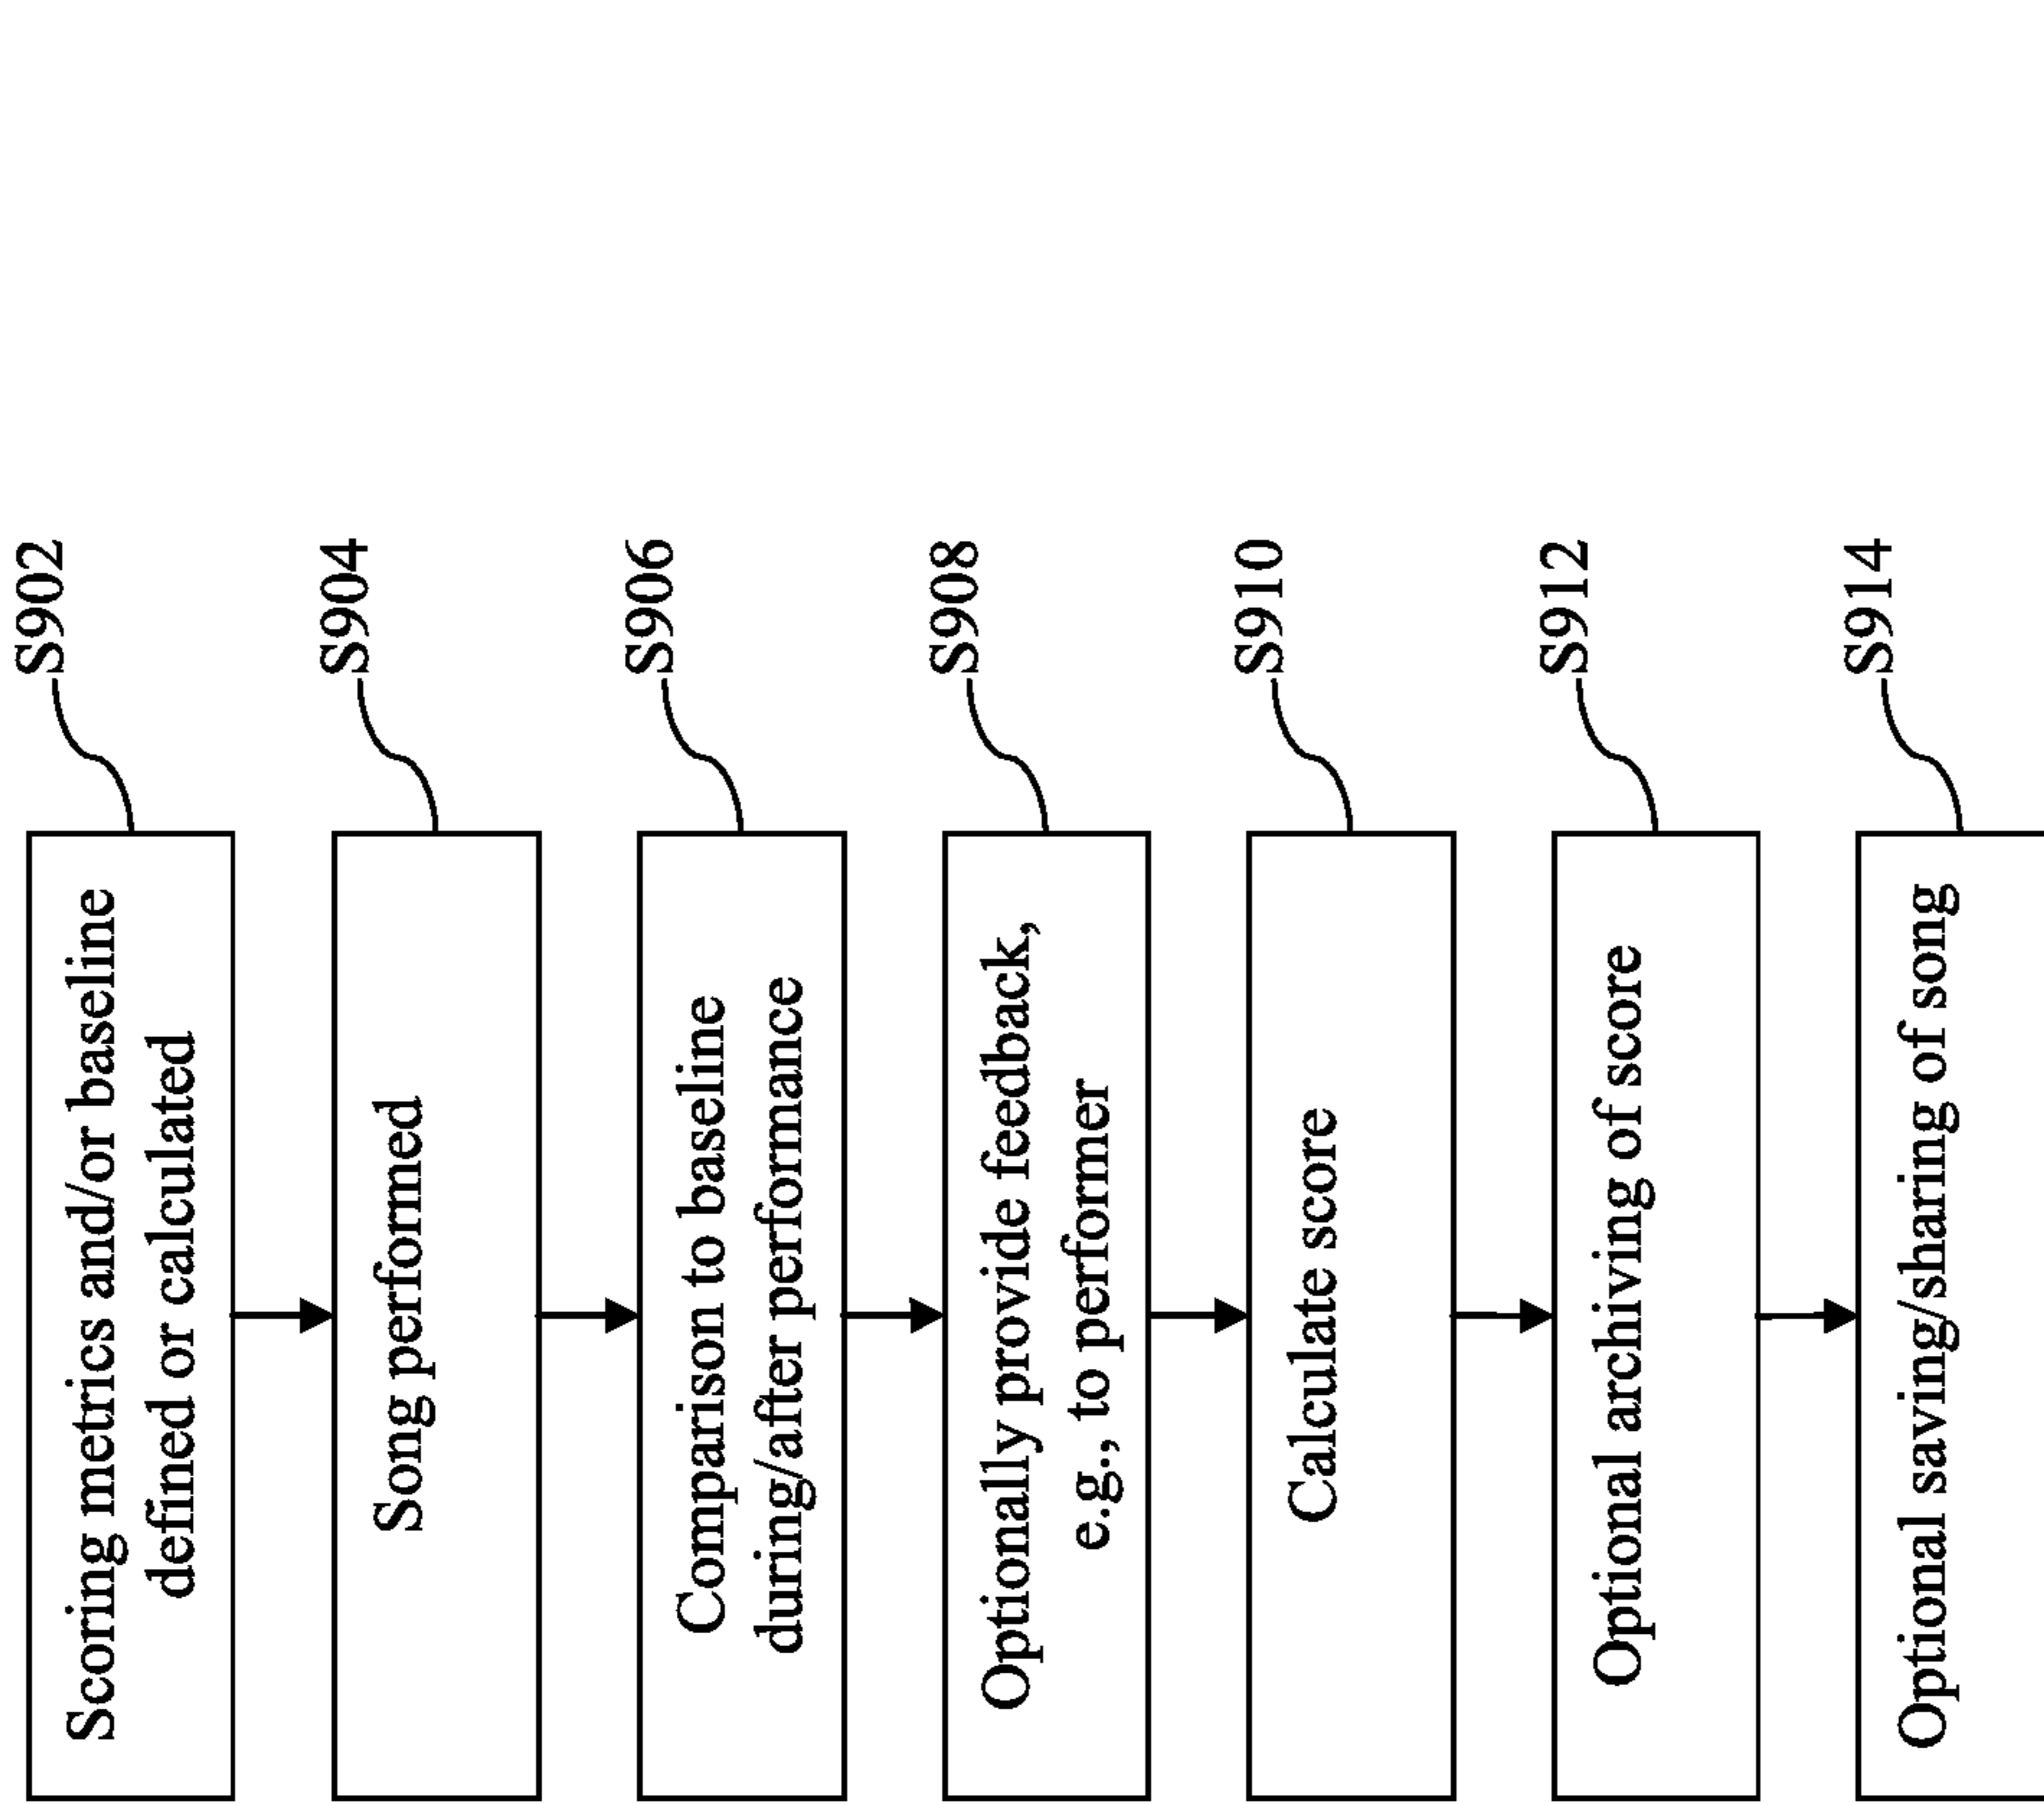 Scoring metrics and/or baseline
defined or calculated
S902
Song performed
S904
Comparison to baseline
during/after performance
S906
Optionally provide feedback,
e.g., to performer
S908
Calculate score
S910
Optional archiving of score
S912
Optional saving/sharing of song
S914